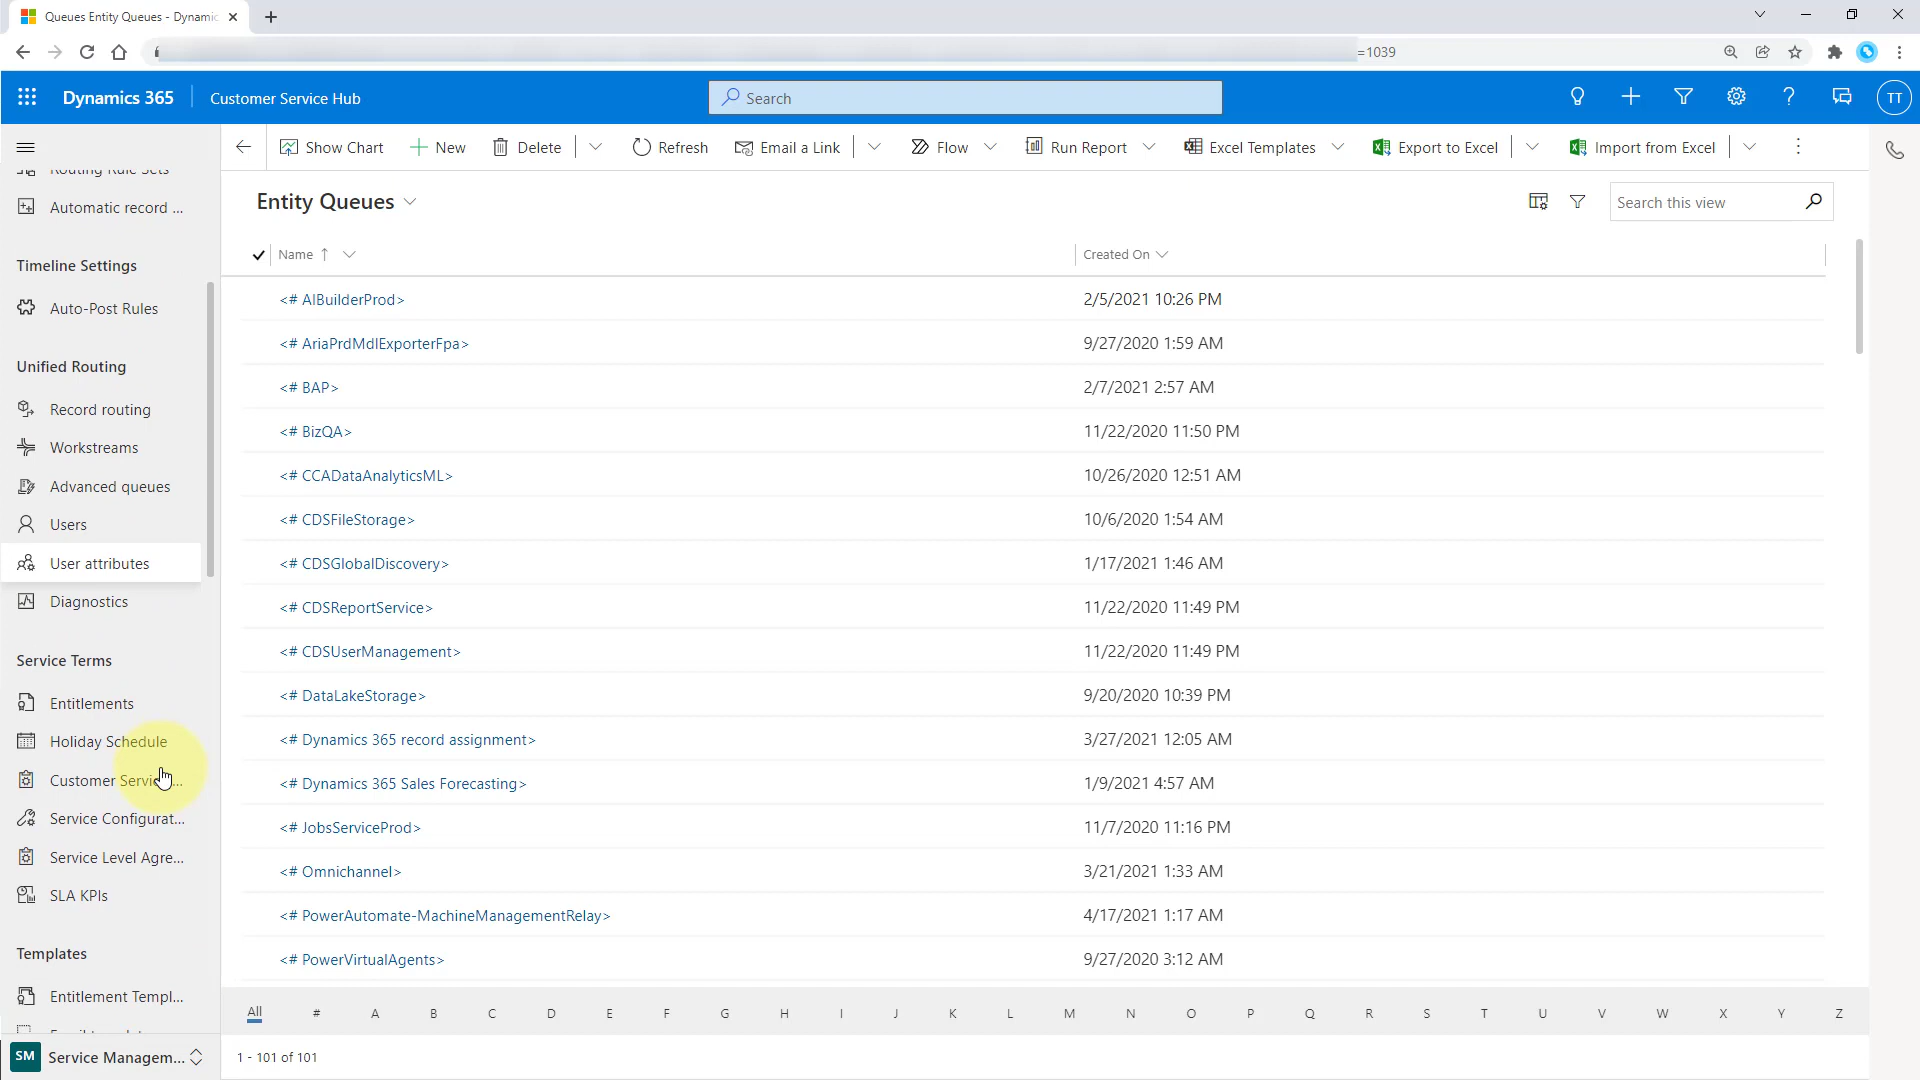 Queues Entity Queues - Dynamic
=1039
Dynamics 365
Customer Service Hub
Search
TT
Show Chart
New
Delete
Refresh
Email a Link
Flow
Run Report
Excel Templates
Export to Excel
Import from Excel
Routing Rule Sets
Automatic record ...
Timeline Settings
Auto-Post Rules
Unified Routing
Record routing
Workstreams
Advanced queues
Users
User attributes
Diagnostics
Service Terms
Entitlements
Holiday Schedule
Customer Servic...
Service Configurat...
Service Level Agre...
SLA KPIs
Templates
Entitlement Templ...
SM Service Managem...
Entity Queues
Search this view
Name ↑ Created On
<# AIBuilderProd> 2/5/2021 10:26 PM
<# AriaPrdMdlExporterFpa> 9/27/2020 1:59 AM
<# BAP> 2/7/2021 2:57 AM
<# BizQA> 11/22/2020 11:50 PM
<# CCADataAnalyticsML> 10/26/2020 12:51 AM
<# CDSFileStorage> 10/6/2020 1:54 AM
<# CDSGlobalDiscovery> 1/17/2021 1:46 AM
<# CDSReportService> 11/22/2020 11:49 PM
<# CDSUserManagement> 11/22/2020 11:49 PM
<# DataLakeStorage> 9/20/2020 10:39 PM
<# Dynamics 365 record assignment> 3/27/2021 12:05 AM
<# Dynamics 365 Sales Forecasting> 1/9/2021 4:57 AM
<# JobsServiceProd> 11/7/2020 11:16 PM
<# Omnichannel> 3/21/2021 1:33 AM
<# PowerAutomate-MachineManagementRelay> 4/17/2021 1:17 AM
<# PowerVirtualAgents> 9/27/2020 3:12 AM
All # A B C D E F G H I J K L M N O P Q R S T U V W X Y Z
1 - 101 of 101